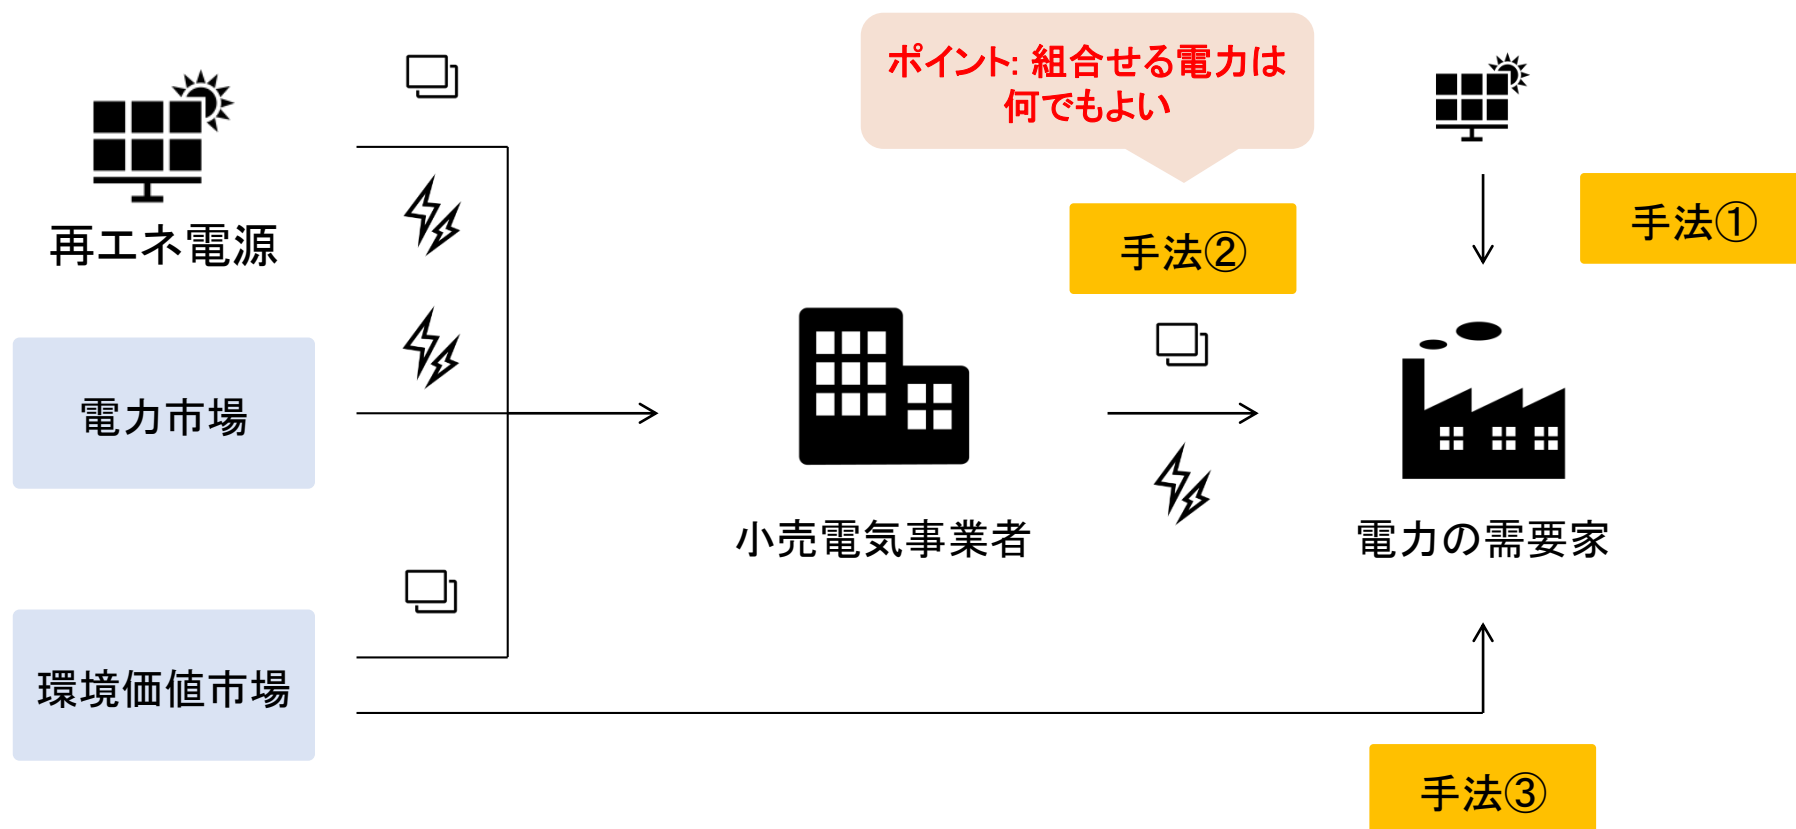 ポイント: 組合せる電力は
何でもよい
手法①
手法②
再エネ電源
電力市場
小売電気事業者
電力の需要家
環境価値市場
手法③